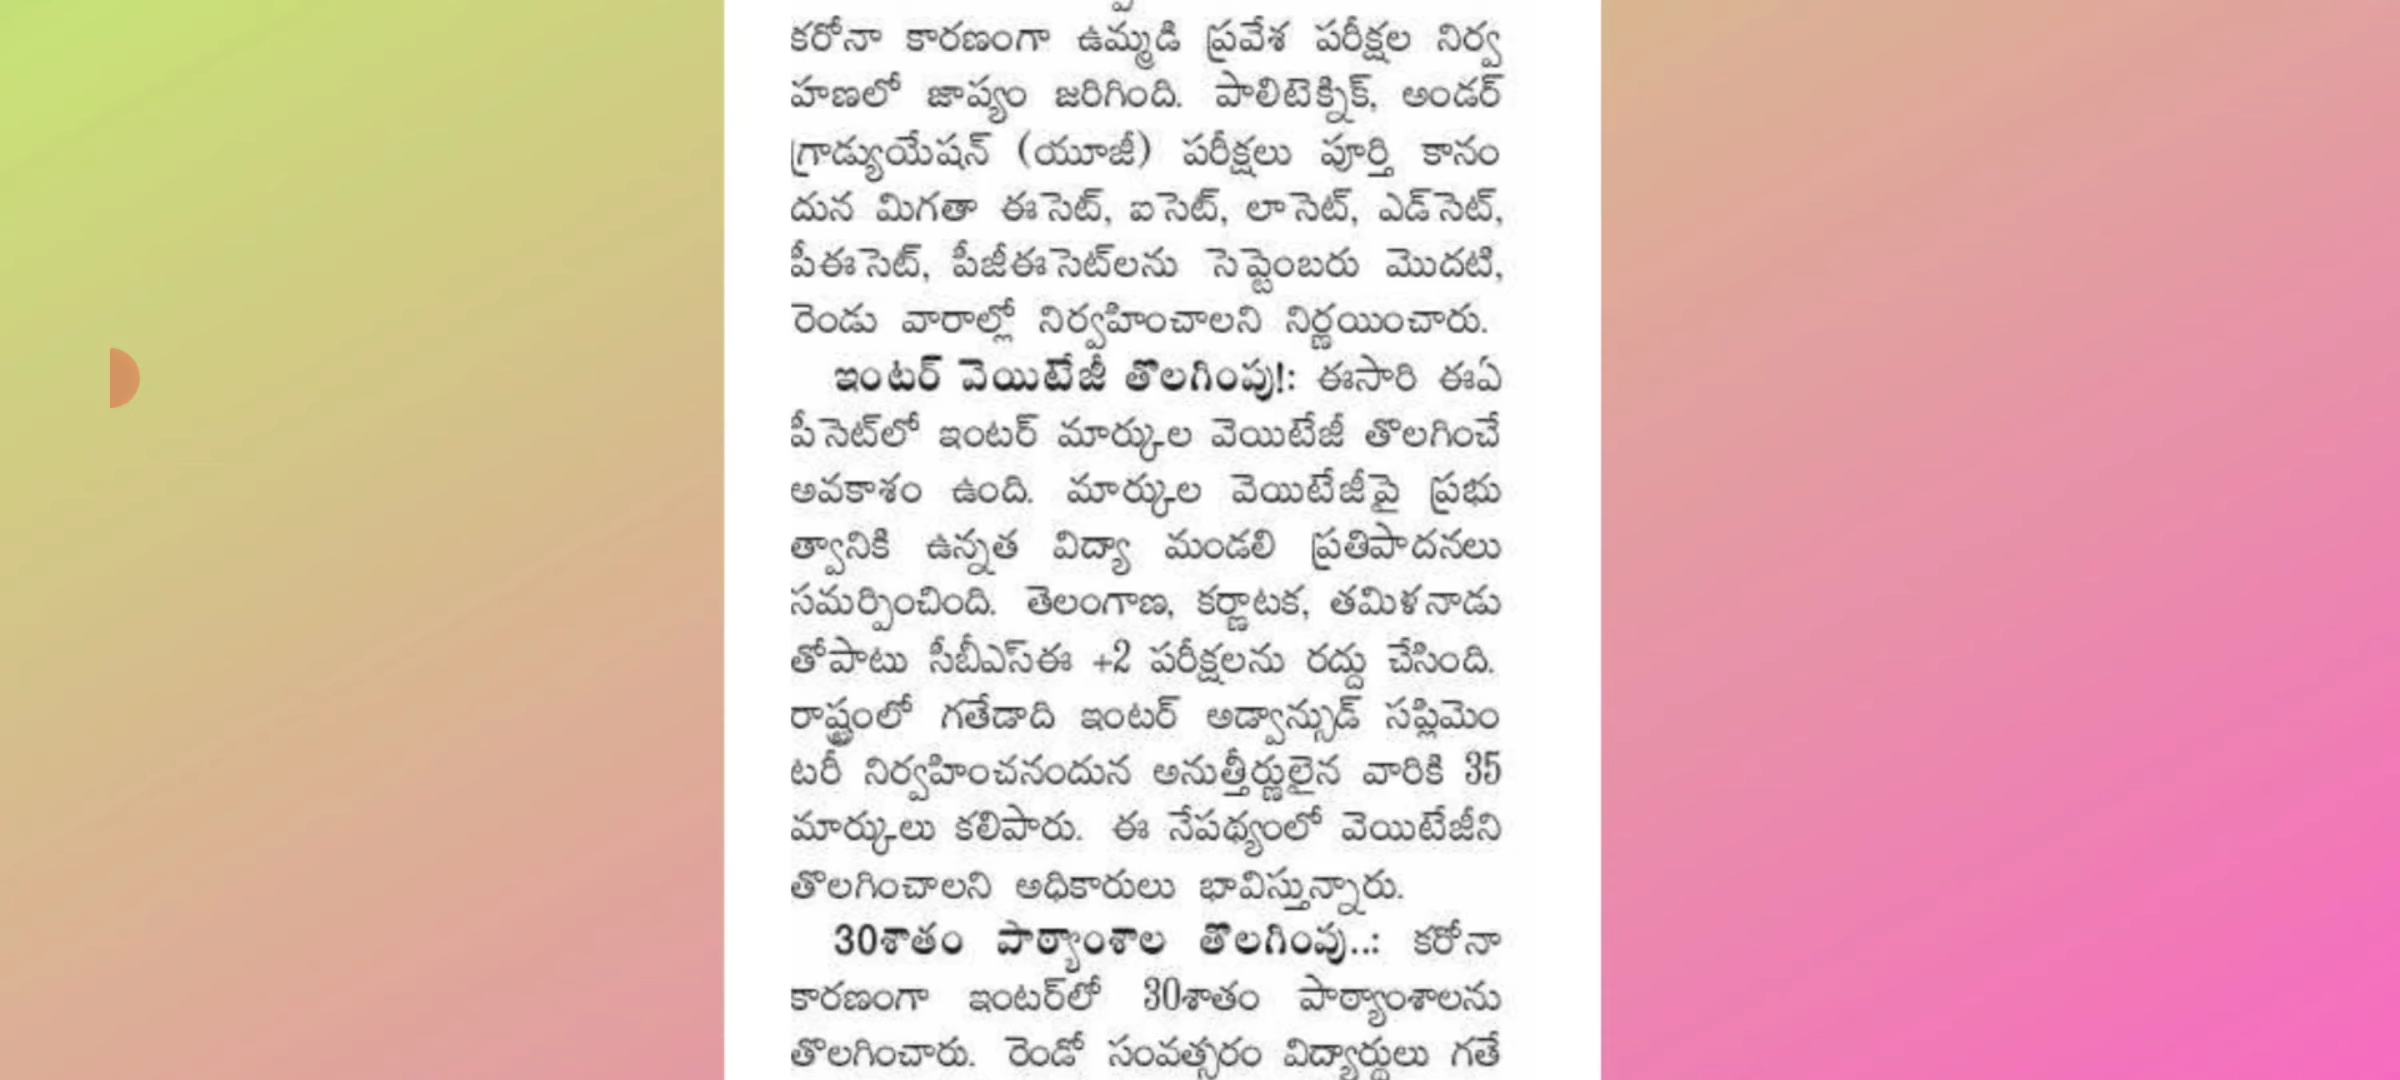 కరోనా కారణంగా ఉమ్మడి ప్రవేశ పరీక్షల నిర్వ
హణలో జాప్యం జరిగింది. పాలిటెక్నిక్, అండర్
గ్రాడ్యుయేషన్ (యూజీ) పరీక్షలు పూర్తి కానం
దున మిగతా ఈసెట్, ఐసెట్, లాసెట్, ఎడ్‌సెట్,
పీఈసెట్, పీజీఈసెట్‌లను సెప్టెంబరు మొదటి,
రెండు వారాల్లో నిర్వహించాలని నిర్ణయించారు.
ఇంటర్ వెయిటేజీ తొలగింపు!: ఈసారి ఈఏ
పీసెట్‌లో ఇంటర్ మార్కుల వెయిటేజీ తొలగించే
అవకాశం ఉంది. మార్కుల వెయిటేజీపై ప్రభు
త్వానికి ఉన్నత విద్యా మండలి ప్రతిపాదనలు
సమర్పించింది. తెలంగాణ, కర్ణాటక, తమిళనాడు
తోపాటు సీబీఎస్ఈ +2 పరీక్షలను రద్దు చేసింది.
రాష్ట్రంలో గతేడాది ఇంటర్ అడ్వాన్సుడ్ సప్లిమెం
టరీ నిర్వహించనందున అనుత్తీర్ణులైన వారికి 35
మార్కులు కలిపారు. ఈ నేపథ్యంలో వెయిటేజీని
తొలగించాలని అధికారులు భావిస్తున్నారు.
30శాతం పాఠ్యాంశాల తొలగింపు..: కరోనా
కారణంగా ఇంటర్‌లో 30శాతం పాఠ్యాంశాలను
తొలగించారు. రెండో సంవత్సరం విద్యార్థులు గతే